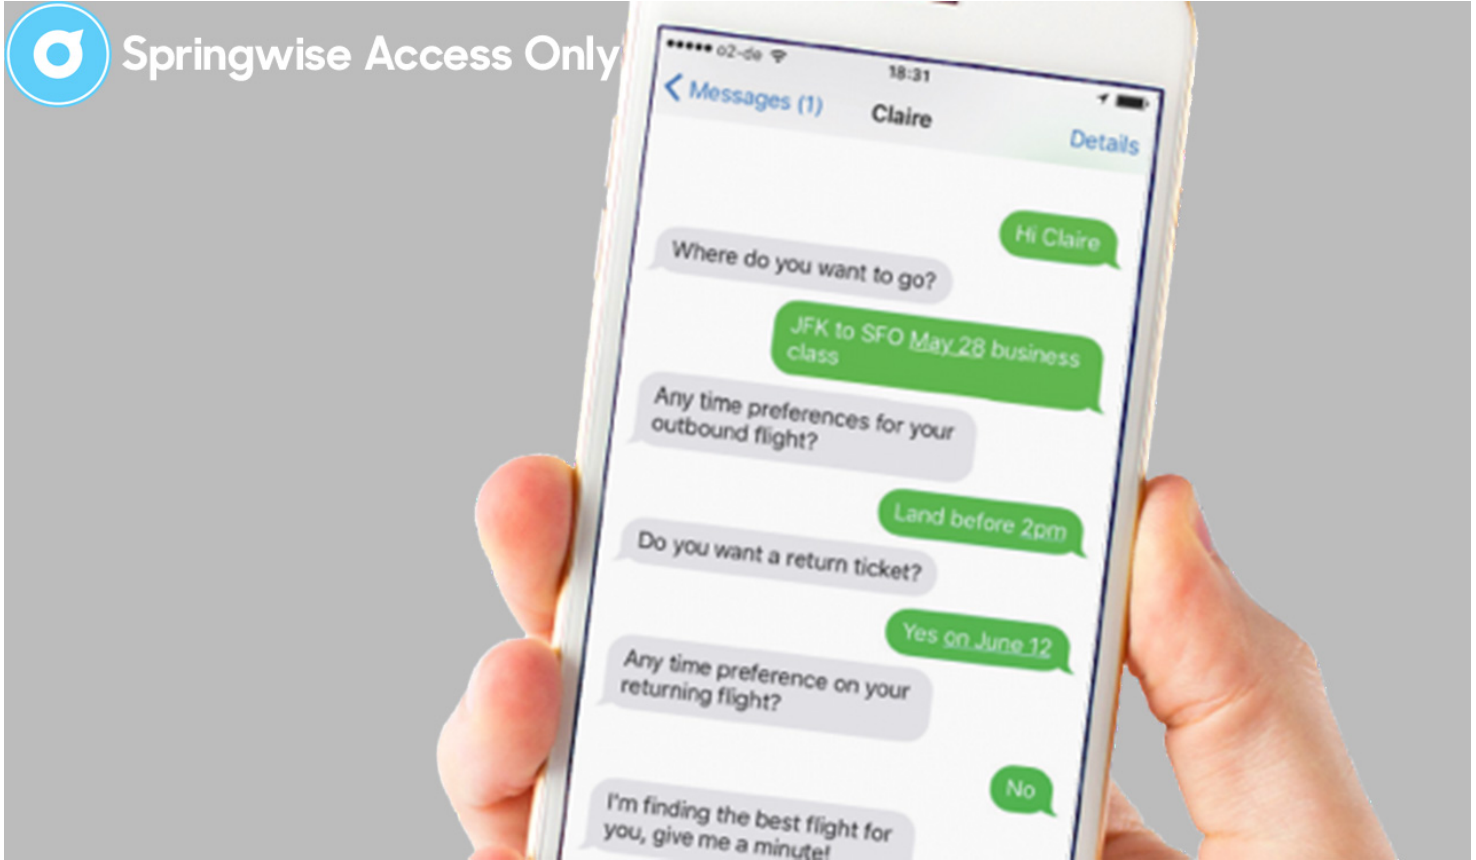 Springwise Access Only
●●●●● o2-de
18:31
Messages (1)
Claire
Details
Hi Claire
Where do you want to go?
JFK to SFO May 28 business
class
Any time preferences for your
outbound flight?
Land before 2pm
Do you want a return ticket?
Yes on June 12
Any time preference on your
returning flight?
No
I'm finding the best flight for
you, give me a minute!